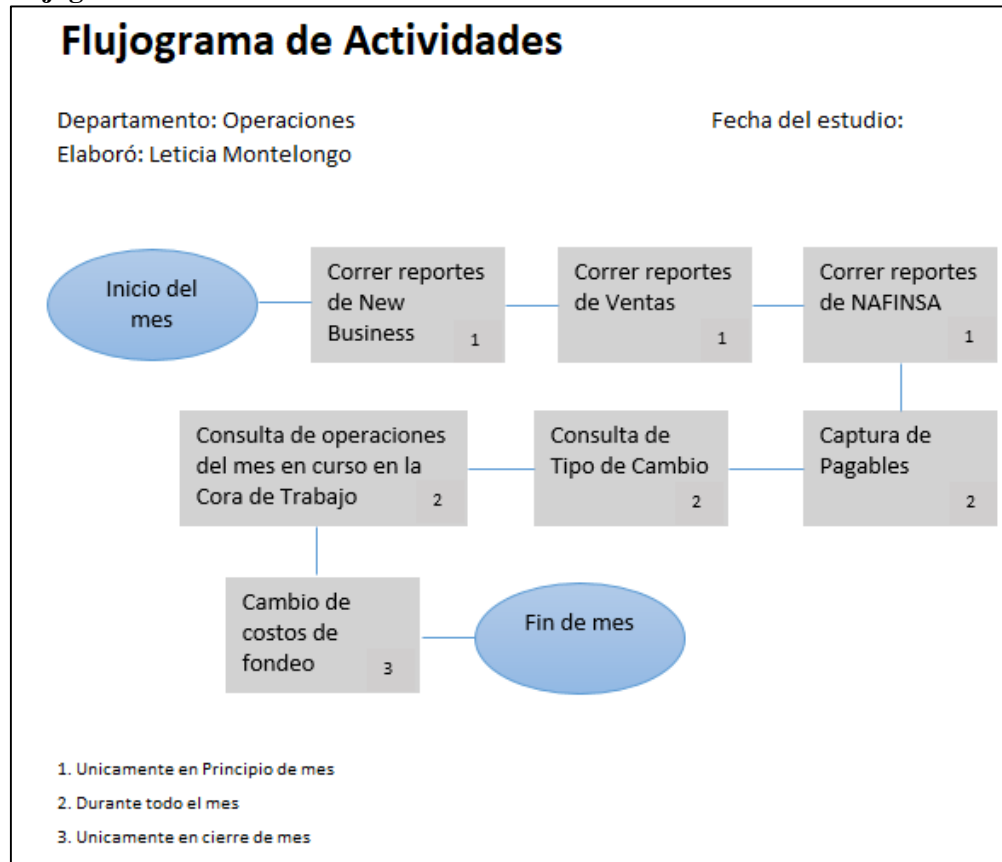 Flujograma de Actividades
Departamento: Operaciones
Fecha del estudio:
Elaboró: Leticia Montelongo
Inicio del
mes
Correr reportes
de New
Business
1
Correr reportes
de Ventas
1
Correr reportes
de NAFINSA
1
Captura de
Pagables
2
Consulta de
Tipo de Cambio
2
Consulta de operaciones
del mes en curso en la
Cora de Trabajo
2
Cambio de
costos de
fondeo
3
Fin de mes
1. Unicamente en Principio de mes
2. Durante todo el mes
3. Unicamente en cierre de mes